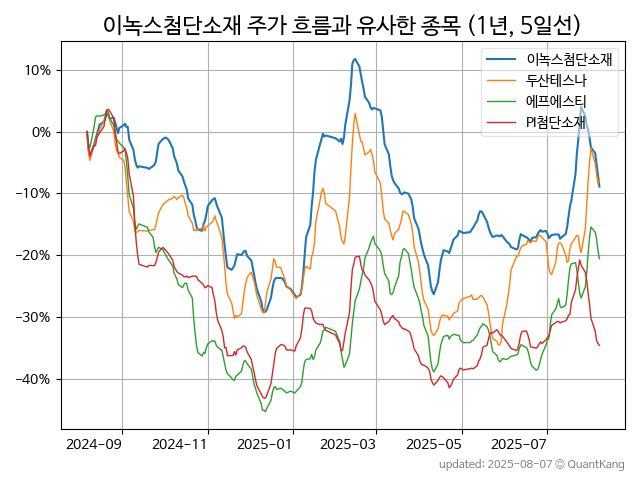 이녹스첨단소재 주가 흐름과 유사한 종목 (1년, 5일선)
이녹스첨단소재
두산테스나
에프에스티
PI첨단소재
10%
0%
−10%
−20%
−30%
−40%
2024-09
2024-11
2025-01
2025-03
2025-05
2025-07
updated: 2025-08-07 © QuantKang